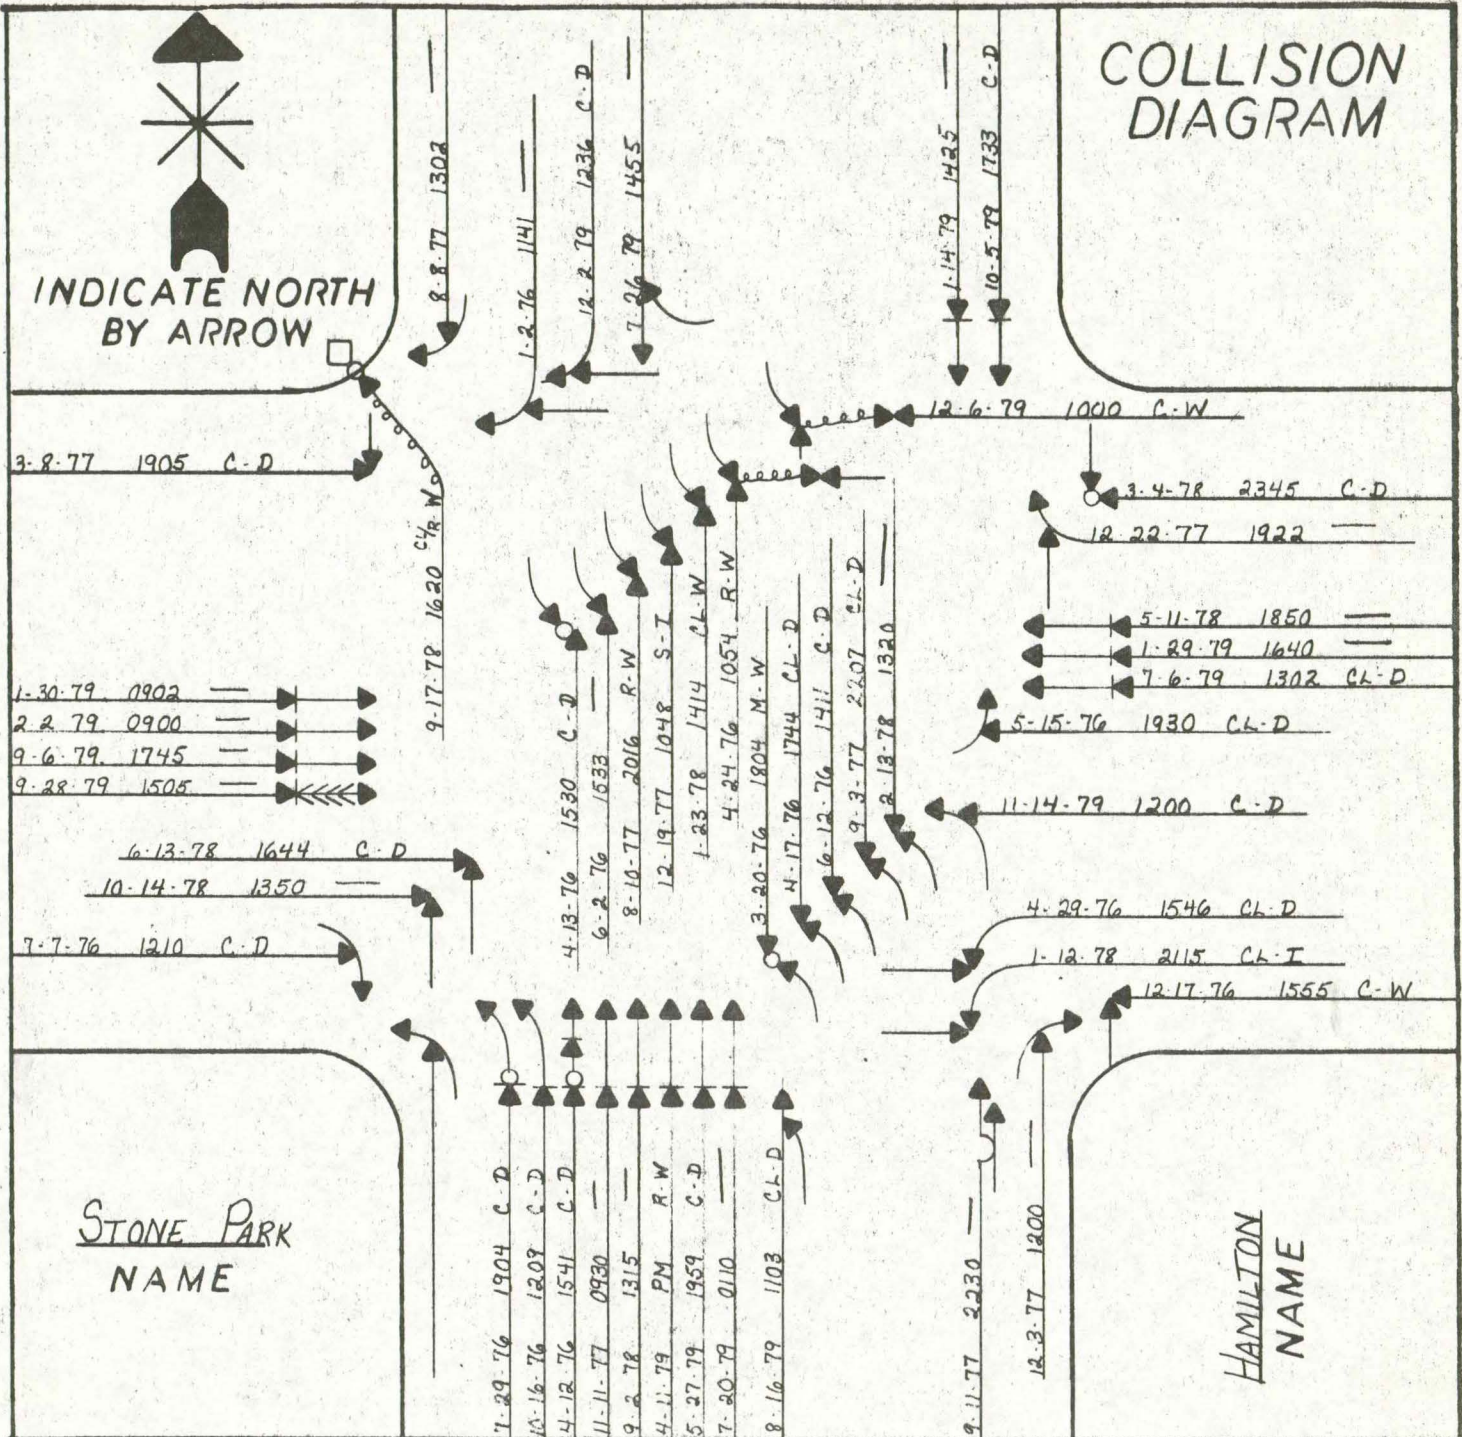 COLLISION
DIAGRAM
INDICATE NORTH
BY ARROW
8-8-77 1302 —
1-2-76 1141 —
12-2-79 1236 C-D
7-26-79 1455 —
1-14-79 1425 —
10-5-79 1733 C-D
12-6-79 1000 C-W
3-8-77 1905 C-D
3-4-78 2345 C-D
12-22-77 1922 —
9-17-78 1620 CL/R-W
5-11-78 1850 —
1-29-79 1640 —
7-6-79 1302 CL-D
5-15-76 1930 CL-D
1-30-79 0902 —
2-2-79 0900 —
9-6-79 1745 —
9-28-79 1505 —
11-14-79 1200 C-D
6-13-78 1644 C-D
10-14-78 1350 —
7-7-76 1210 C-D
4-13-76 1530 C-D
6-2-76 1533 —
8-10-77 2016 R-W
12-19-77 1048 S-I
1-23-78 1414 CL-W
4-24-76 1054 R-W
3-20-76 1804 M-W
4-17-76 1744 CL-D
6-12-76 1411 C-D
9-3-77 2207 CL-D
2-13-78 1320 —
4-29-76 1546 CL-D
1-12-78 2115 CL-I
12-17-76 1555 C-W
7-29-76 1904 C-D
10-16-76 1209 C-D
4-12-76 1541 C-D
11-11-77 0930 —
9-2-78 1315 —
4-11-79 PM R-W
5-27-79 1959 C-D
7-20-79 0110 —
8-16-79 1103 CL-D
9-11-77 2230 —
12-3-77 1200 —
STONE PARK
NAME
HAMILTON
NAME